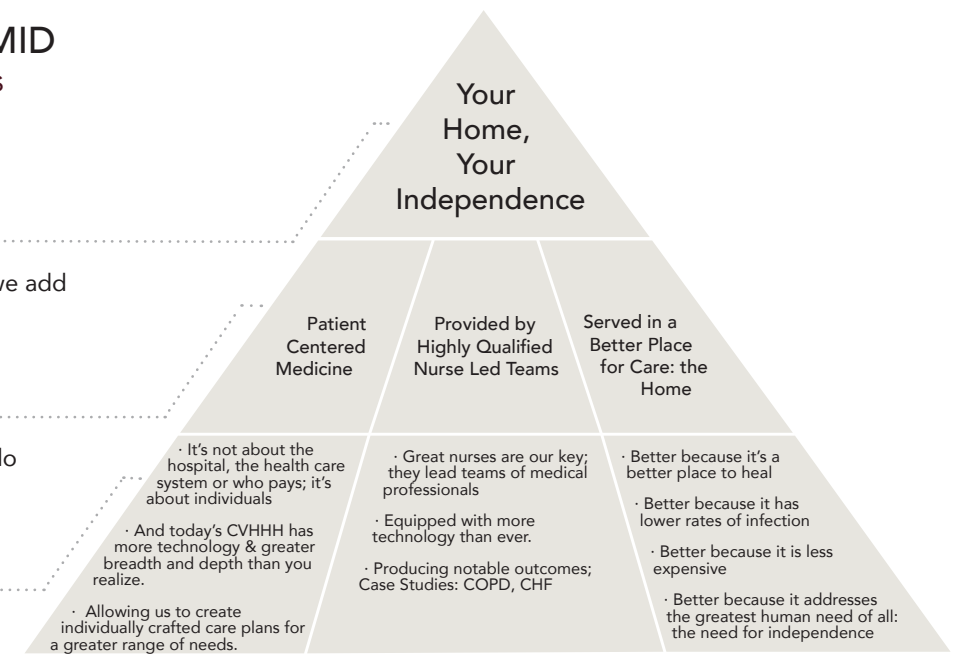 MID
Your
Home,
Your
Independence
we add
Patient
Centered
Medicine
Provided by
Highly Qualified
Nurse Led Teams
Served in a
Better Place
for Care: the
Home
· It's not about the
hospital, the health care
system or who pays; it's
about individuals
· And today's CVHHH has
more technology & greater
breadth and depth than you
realize.
· Allowing us to create
individually crafted care plans for
a greater range of needs.
· Great nurses are our key;
they lead teams of medical
professionals
· Equipped with more
technology than ever.
· Producing notable outcomes;
Case Studies: COPD, CHF
· Better because it's a
better place to heal
· Better because it has
lower rates of infection
· Better because it is less
expensive
· Better because it addresses
the greatest human need of all:
the need for independence